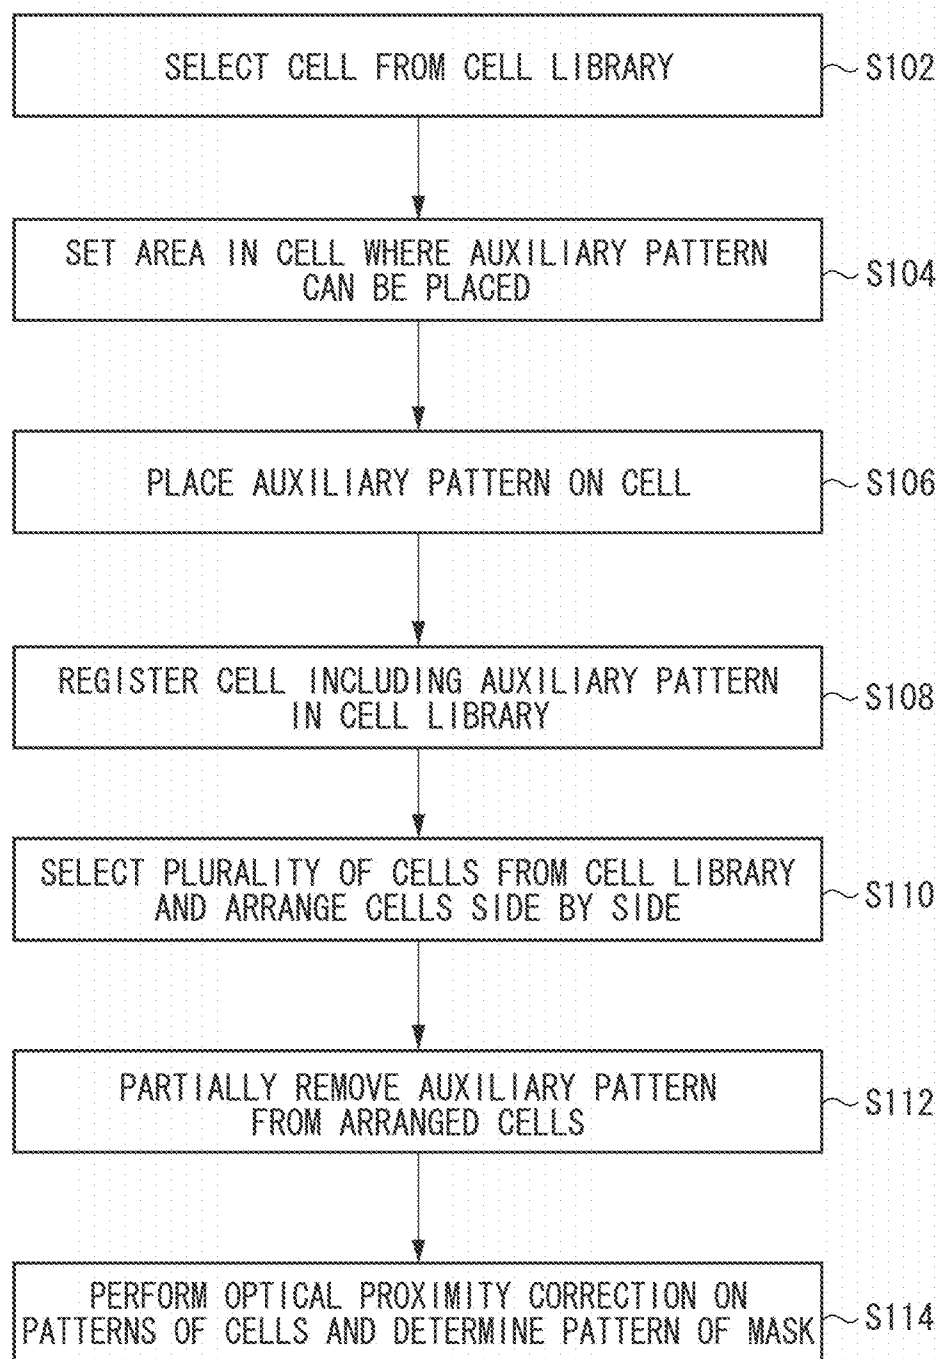 SELECT CELL FROM CELL LIBRARY
S102
SET AREA IN CELL WHERE AUXILIARY PATTERN
CAN BE PLACED
S104
PLACE AUXILIARY PATTERN ON CELL
S106
REGISTER CELL INCLUDING AUXILIARY PATTERN
IN CELL LIBRARY
S108
SELECT PLURALITY OF CELLS FROM CELL LIBRARY
AND ARRANGE CELLS SIDE BY SIDE
S110
PARTIALLY REMOVE AUXILIARY PATTERN
FROM ARRANGED CELLS
S112
PERFORM OPTICAL PROXIMITY CORRECTION ON
PATTERNS OF CELLS AND DETERMINE PATTERN OF MASK
S114